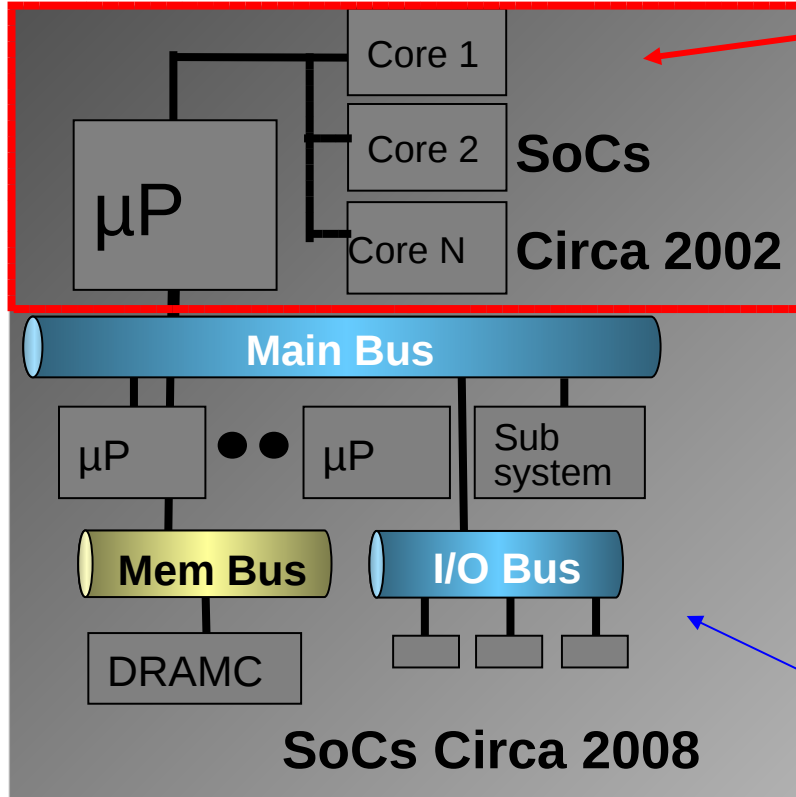 Core 1
µP
Core 2
Core N
SoCs
Circa 2002
Main Bus
µP
µP
Sub
system
Mem Bus
I/O Bus
DRAMC
SoCs Circa 2008